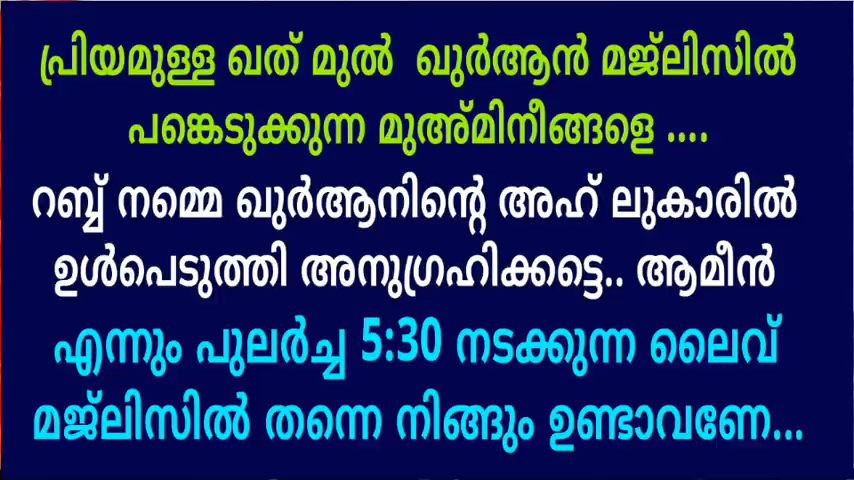 പ്രിയമുള്ള ഖത് മുൽ ഖുർആൻ മജ്‌ലിസിൽ
പങ്കെടുക്കുന്ന മുഅ്മിനീങ്ങളെ ....
റബ്ബ് നമ്മെ ഖുർആനിന്റെ അഹ് ലുകാരിൽ
ഉൾപെടുത്തി അനുഗ്രഹിക്കട്ടെ.. ആമീൻ
എന്നും പുലർച്ച 5:30 നടക്കുന്ന ലൈവ്
മജ്‌ലിസിൽ തന്നെ നിങ്ങും ഉണ്ടാവണേ...